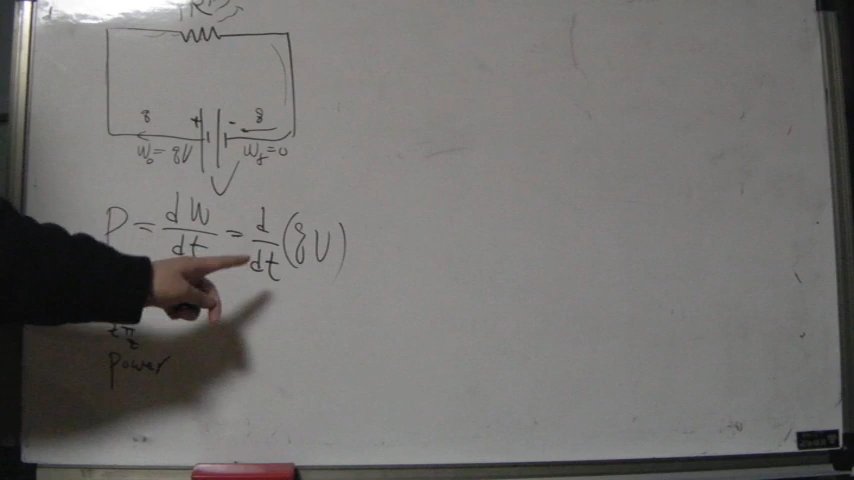 R
+ -
q q
W₀ = qV W_f = 0
V
P = dW/dt = d/dt (qV)
power